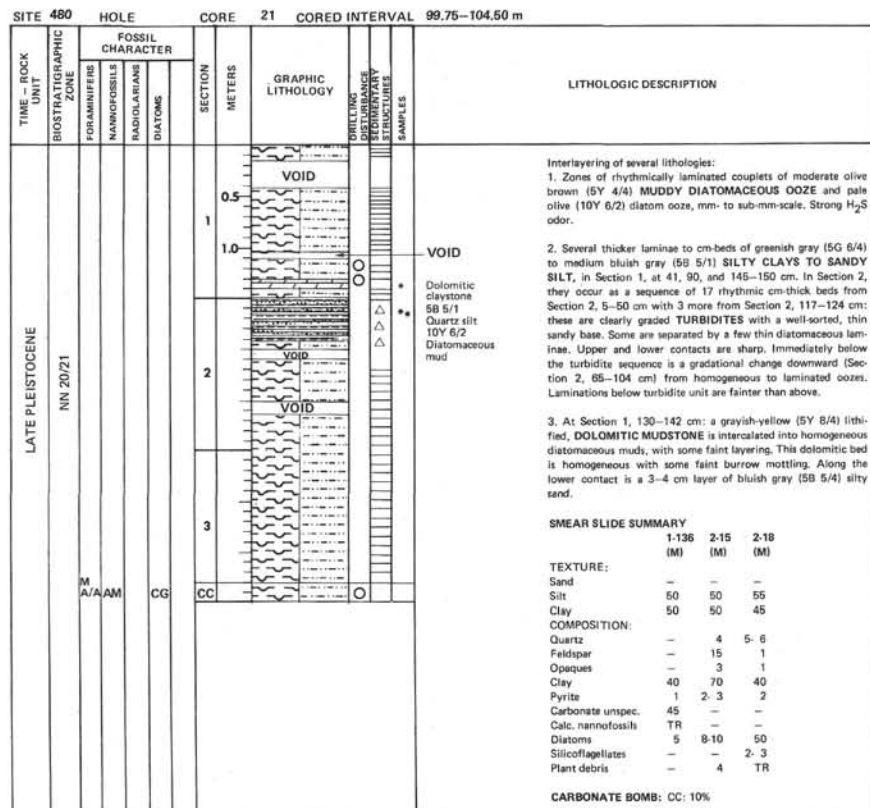 SITE 480 HOLE CORE 21 CORED INTERVAL 99.75–104.50 m
TIME – ROCK UNIT
BIOSTRATIGRAPHIC ZONE
FOSSIL CHARACTER
FORAMINIFERS
NANNOFOSSILS
RADIOLARIANS
DIATOMS
SECTION
METERS
GRAPHIC LITHOLOGY
DRILLING DISTURBANCE
SEDIMENTARY STRUCTURES
SAMPLES
LITHOLOGIC DESCRIPTION
LATE PLEISTOCENE
NN 20/21
M
A/A AM CG
1
0.5
1.0
2
3
CC
VOID
VOID
VOID
VOID
* Dolomitic
claystone
5B 5/1
Quartz silt
10Y 6/2
Diatomaceous
mud
Interlayering of several lithologies:
1. Zones of rhythmically laminated couplets of moderate olive
brown (5Y 4/4) MUDDY DIATOMACEOUS OOZE and pale
olive (10Y 6/2) diatom ooze, mm- to sub-mm-scale. Strong H2S
odor.
2. Several thicker laminae to cm-beds of greenish gray (5G 6/4)
to medium bluish gray (5B 5/1) SILTY CLAYS TO SANDY
SILT, in Section 1, at 41, 90, and 145–150 cm. In Section 2,
they occur as a sequence of 17 rhythmic cm-thick beds from
Section 2, 5–50 cm with 3 more from Section 2, 117–124 cm:
these are clearly graded TURBIDITES with a well-sorted, thin
sandy base. Some are separated by a few thin diatomaceous lam-
inae. Upper and lower contacts are sharp. Immediately below
the turbidite sequence is a gradational change downward (Sec-
tion 2, 65–104 cm) from homogeneous to laminated oozes.
Laminations below turbidite unit are fainter than above.
3. At Section 1, 130–142 cm: a grayish-yellow (5Y 8/4) lithi-
fied, DOLOMITIC MUDSTONE is intercalated into homogeneous
diatomaceous muds, with some faint layering. This dolomitic bed
is homogeneous with some faint burrow mottling. Along the
lower contact is a 3–4 cm layer of bluish gray (5B 5/4) silty
sand.
SMEAR SLIDE SUMMARY
1-136 2-15 2-18
(M) (M) (M)
TEXTURE:
Sand – – –
Silt 50 50 55
Clay 50 50 45
COMPOSITION:
Quartz – 4 5- 6
Feldspar – 15 1
Opaques – 3 1
Clay 40 70 40
Pyrite 1 2- 3 2
Carbonate unspec. 45 – –
Calc. nannofossils TR – –
Diatoms 5 8-10 50
Silicoflagellates – – 2- 3
Plant debris – 4 TR
CARBONATE BOMB: CC: 10%